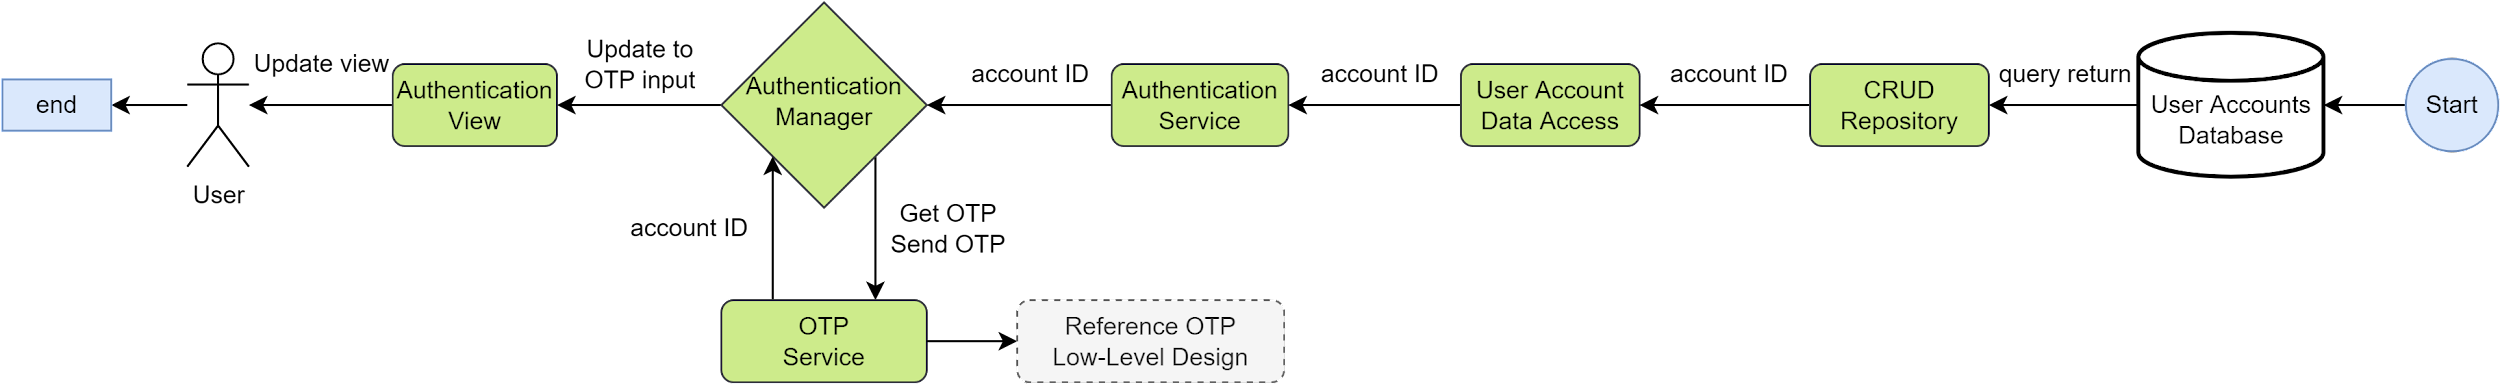 end
User
Update view
Authentication
View
Update to
OTP input
Authentication
Manager
account ID
Get OTP
Send OTP
OTP
Service
Reference OTP
Low-Level Design
account ID
Authentication
Service
account ID
User Account
Data Access
account ID
CRUD
Repository
query return
User Accounts
Database
Start